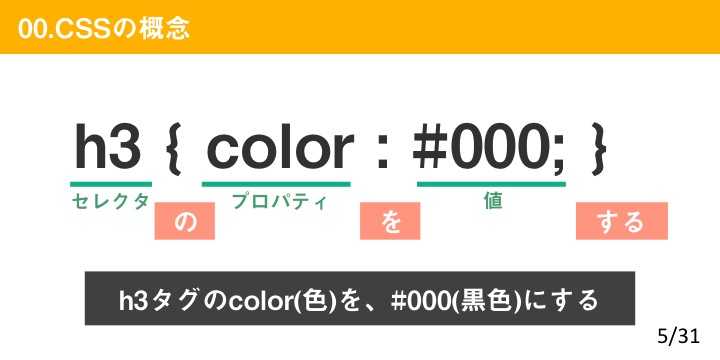 00.CSSの概念
h3 { color : #000; }
セレクタ プロパティ 値
の を する
h3タグのcolor(色)を、#000(黒色)にする
5/31